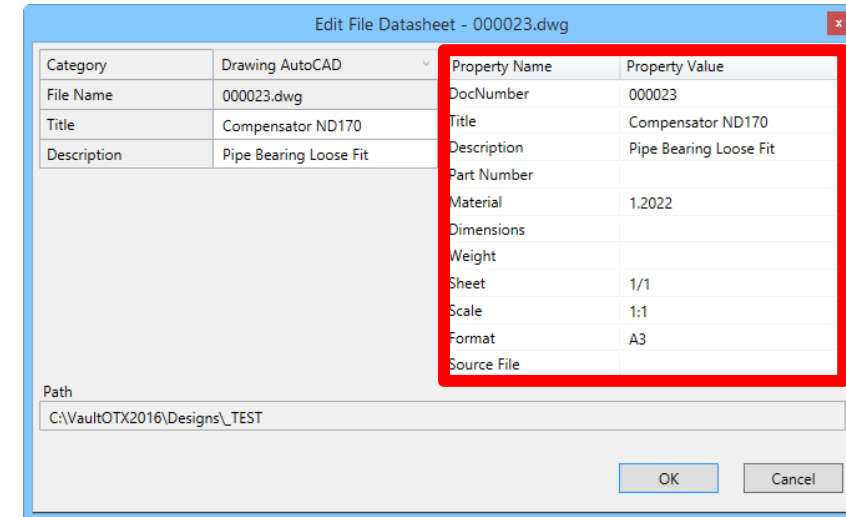 Edit File Datasheet - 000023.dwg
x
Category Drawing AutoCAD
File Name 000023.dwg
Title Compensator ND170
Description Pipe Bearing Loose Fit
Property Name Property Value
DocNumber 000023
Title Compensator ND170
Description Pipe Bearing Loose Fit
Part Number
Material 1.2022
Dimensions
Weight
Sheet 1/1
Scale 1:1
Format A3
Source File
Path
C:\VaultOTX2016\Designs\_TEST
OK Cancel